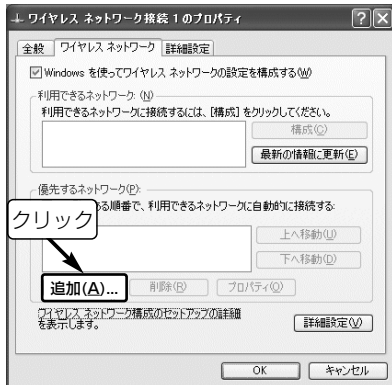 ワイヤレス ネットワーク接続 1 のプロパティ
全般 ワイヤレス ネットワーク 詳細設定
Windows を使ってワイヤレス ネットワークの設定を構成する(W)
利用できるネットワーク: (N)
利用できるネットワークに接続するには、[構成] をクリックしてください。
構成(C)
最新の情報に更新(E)
優先するネットワーク(P):
ある順番で、利用できるネットワークに自動的に接続する:
クリック
上へ移動(U)
下へ移動(D)
追加(A)... 削除(R) プロパティ(O)
ワイヤレス ネットワーク構成のセットアップの詳細
を表示します。
詳細設定(V)
OK キャンセル